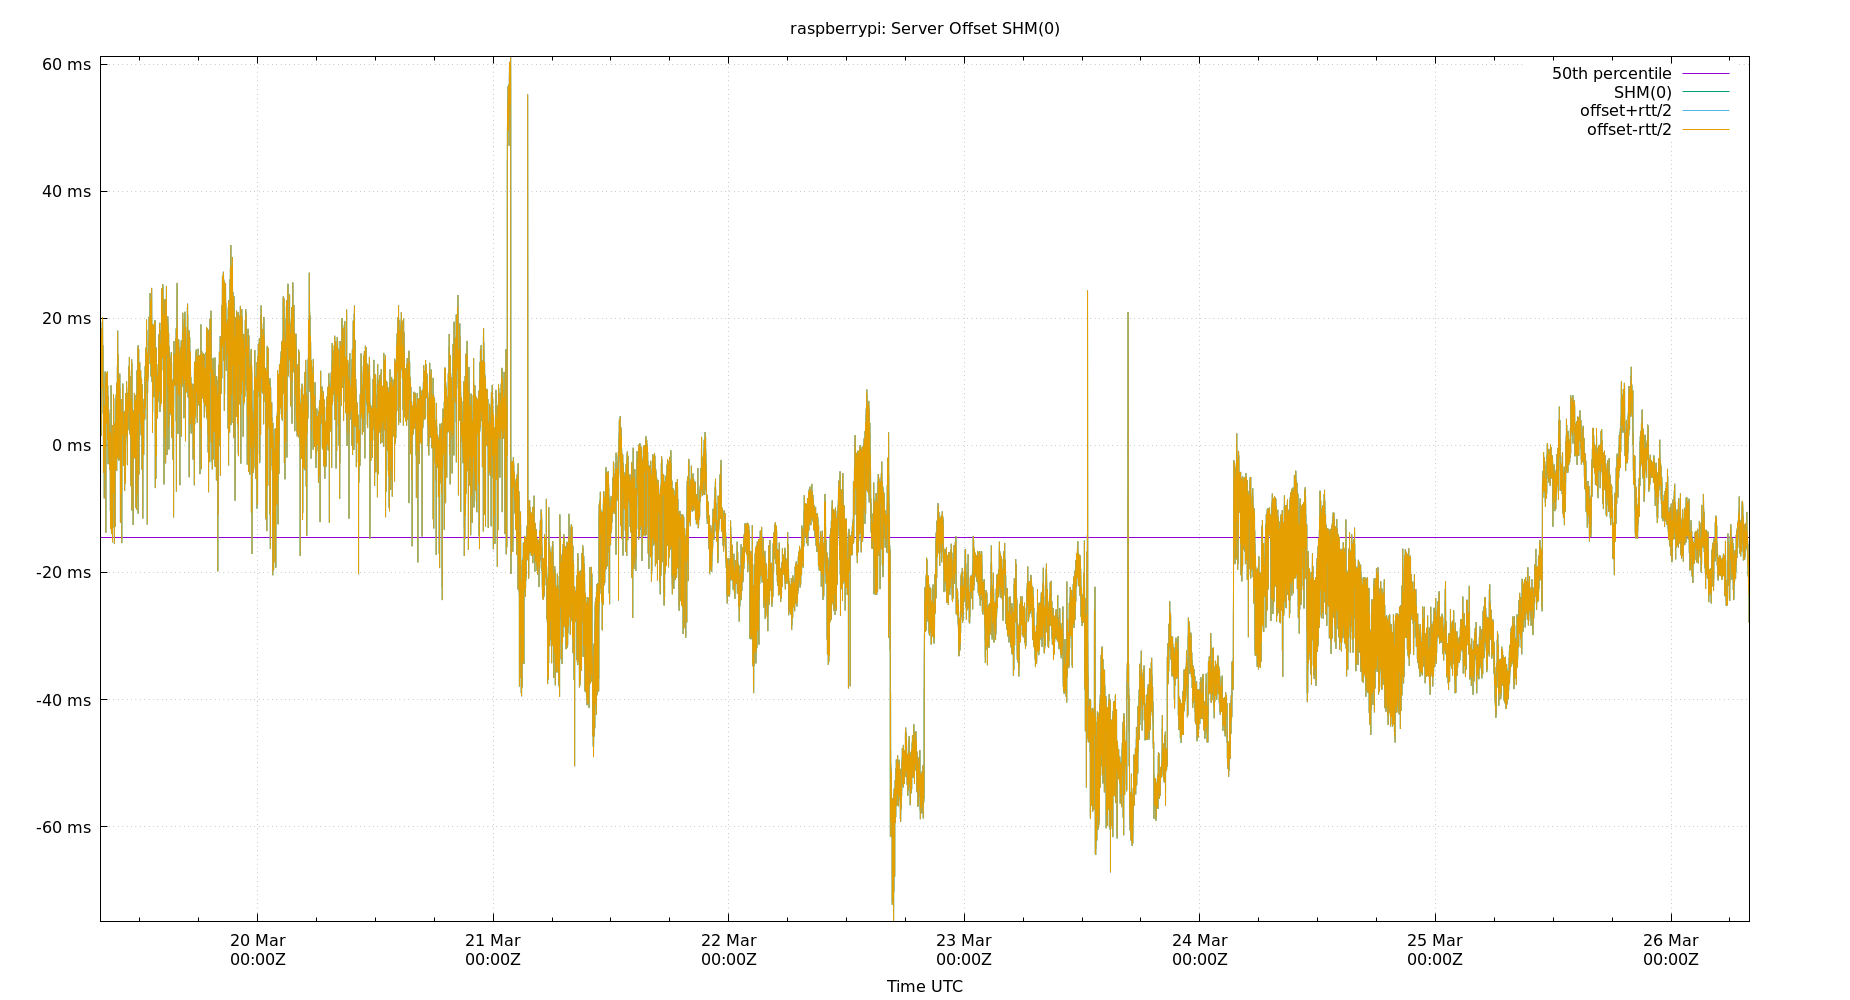 raspberrypi: Server Offset SHM(0)
60 ms
40 ms
20 ms
0 ms
-20 ms
-40 ms
-60 ms
50th percentile
SHM(0)
offset+rtt/2
offset-rtt/2
20 Mar
00:00Z
21 Mar
00:00Z
22 Mar
00:00Z
23 Mar
00:00Z
24 Mar
00:00Z
25 Mar
00:00Z
26 Mar
00:00Z
Time UTC